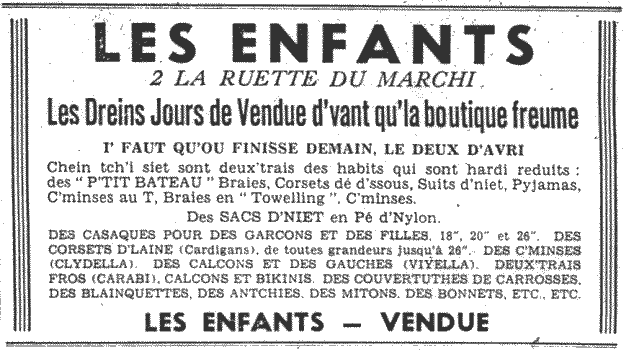 LES ENFANTS
2 LA RUETTE DU MARCHI
Les Dreins Jours de Vendue d'vant qu'la boutique freume
I' FAUT QU'OU FINISSE DEMAIN, LE DEUX D'AVRI
Chein tch'i siet sont deux'trais des habits qui sont hardi reduits :
des " P'TIT BATEAU " Braies, Corsets dé d'ssous, Suits d'niet, Pyjamas,
C'minses au T, Braies en " Towelling ", C'minses.
Des SACS D'NIET en Pé d'Nylon.
DES CASAQUES POUR DES GARCONS ET DES FILLES, 18", 20" et 26". DES
CORSETS D'LAINE (Cardigans), de toutes grandeurs jusqu'à 26". DES C'MINSES
(CLYDELLA). DES CALCONS ET DES GAUCHES (VIYELLA). DEUX'TRAIS
FROS (CARABI), CALCONS ET BIKINIS. DES COUVERTUTHES DE CARROSSES,
DES BLAINQUETTES, DES ANTCHIES. DES MITONS. DES BONNETS, ETC., ETC.
LES ENFANTS — VENDUE